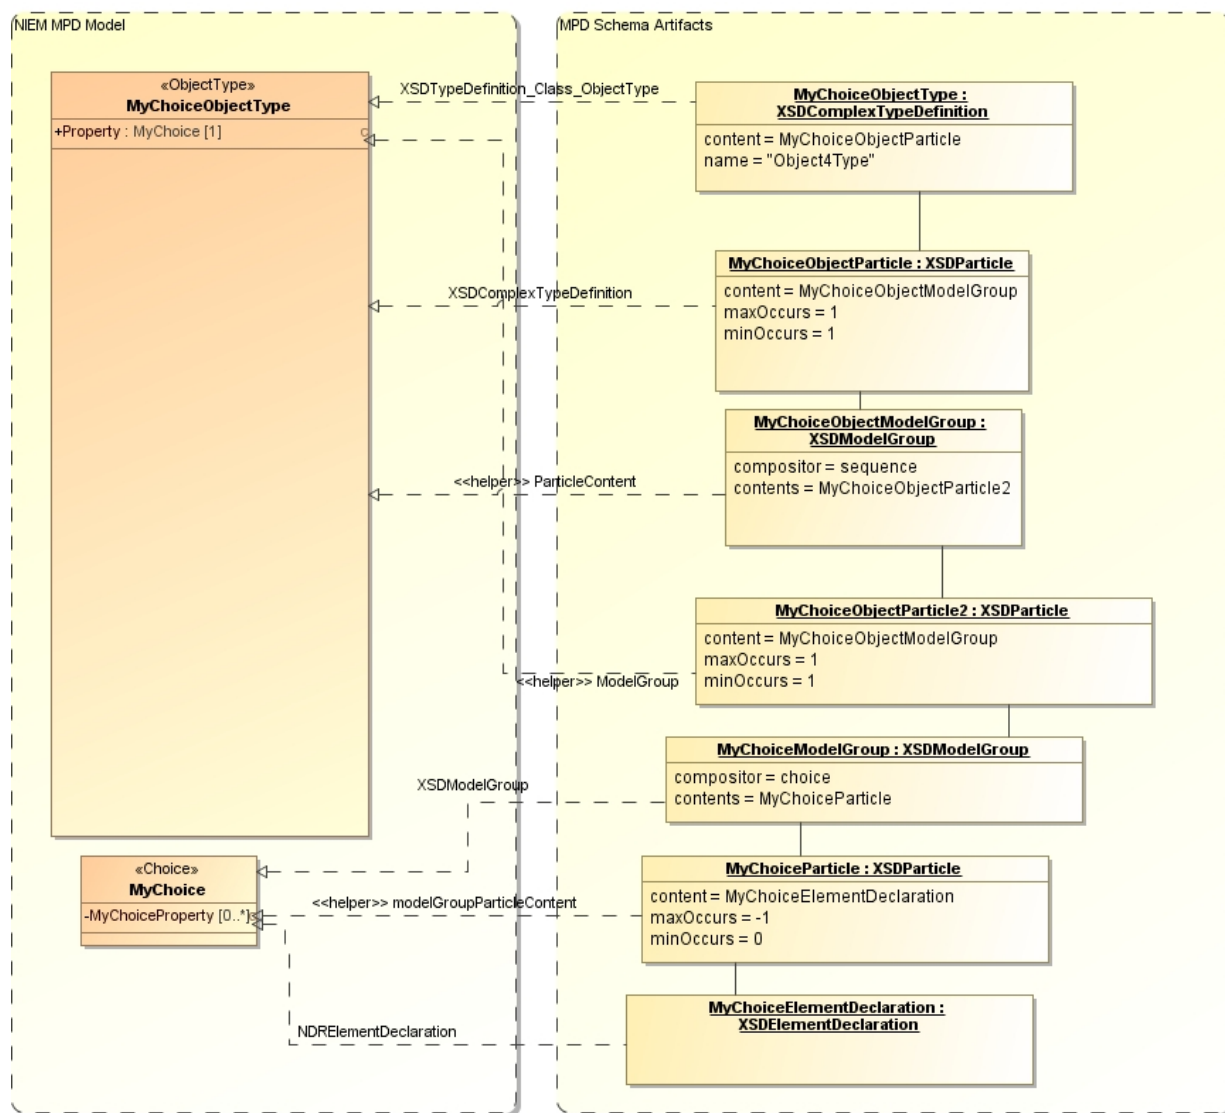 NIEM MPD Model
«ObjectType»
MyChoiceObjectType
+Property : MyChoice [1]
«Choice»
MyChoice
-MyChoiceProperty [0..*]
XSDTypeDefinition_Class_ObjectType
XSDComplexTypeDefinition
<<helper>> ParticleContent
<<helper>> ModelGroup
XSDModelGroup
<<helper>> modelGroupParticleContent
NDRElementDeclaration
MPD Schema Artifacts
MyChoiceObjectType :
XSDComplexTypeDefinition
content = MyChoiceObjectParticle
name = "Object4Type"
MyChoiceObjectParticle : XSDParticle
content = MyChoiceObjectModelGroup
maxOccurs = 1
minOccurs = 1
MyChoiceObjectModelGroup :
XSDModelGroup
compositor = sequence
contents = MyChoiceObjectParticle2
MyChoiceObjectParticle2 : XSDParticle
content = MyChoiceObjectModelGroup
maxOccurs = 1
minOccurs = 1
MyChoiceModelGroup : XSDModelGroup
compositor = choice
contents = MyChoiceParticle
MyChoiceParticle : XSDParticle
content = MyChoiceElementDeclaration
maxOccurs = -1
minOccurs = 0
MyChoiceElementDeclaration :
XSDElementDeclaration